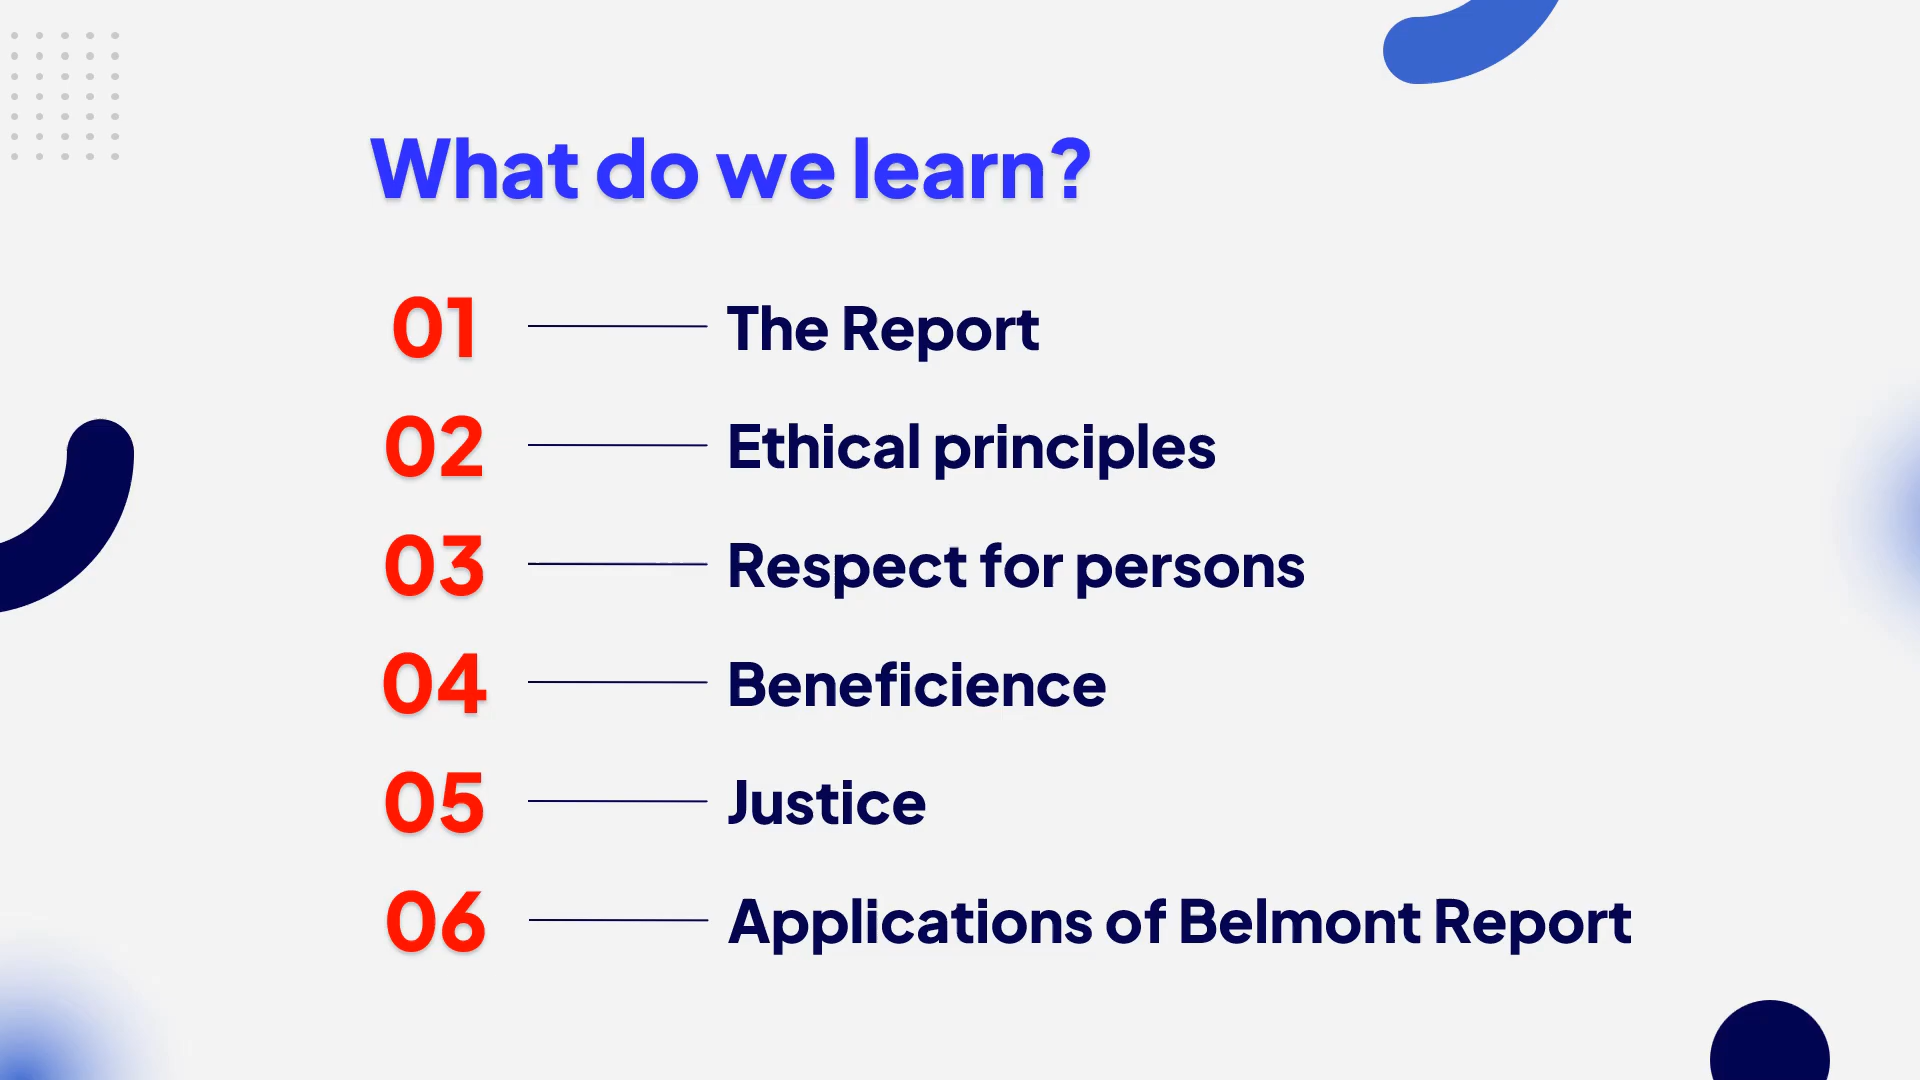 What do we learn?
01 The Report
02 Ethical principles
03 Respect for persons
04 Beneficience
05 Justice
06 Applications of Belmont Report